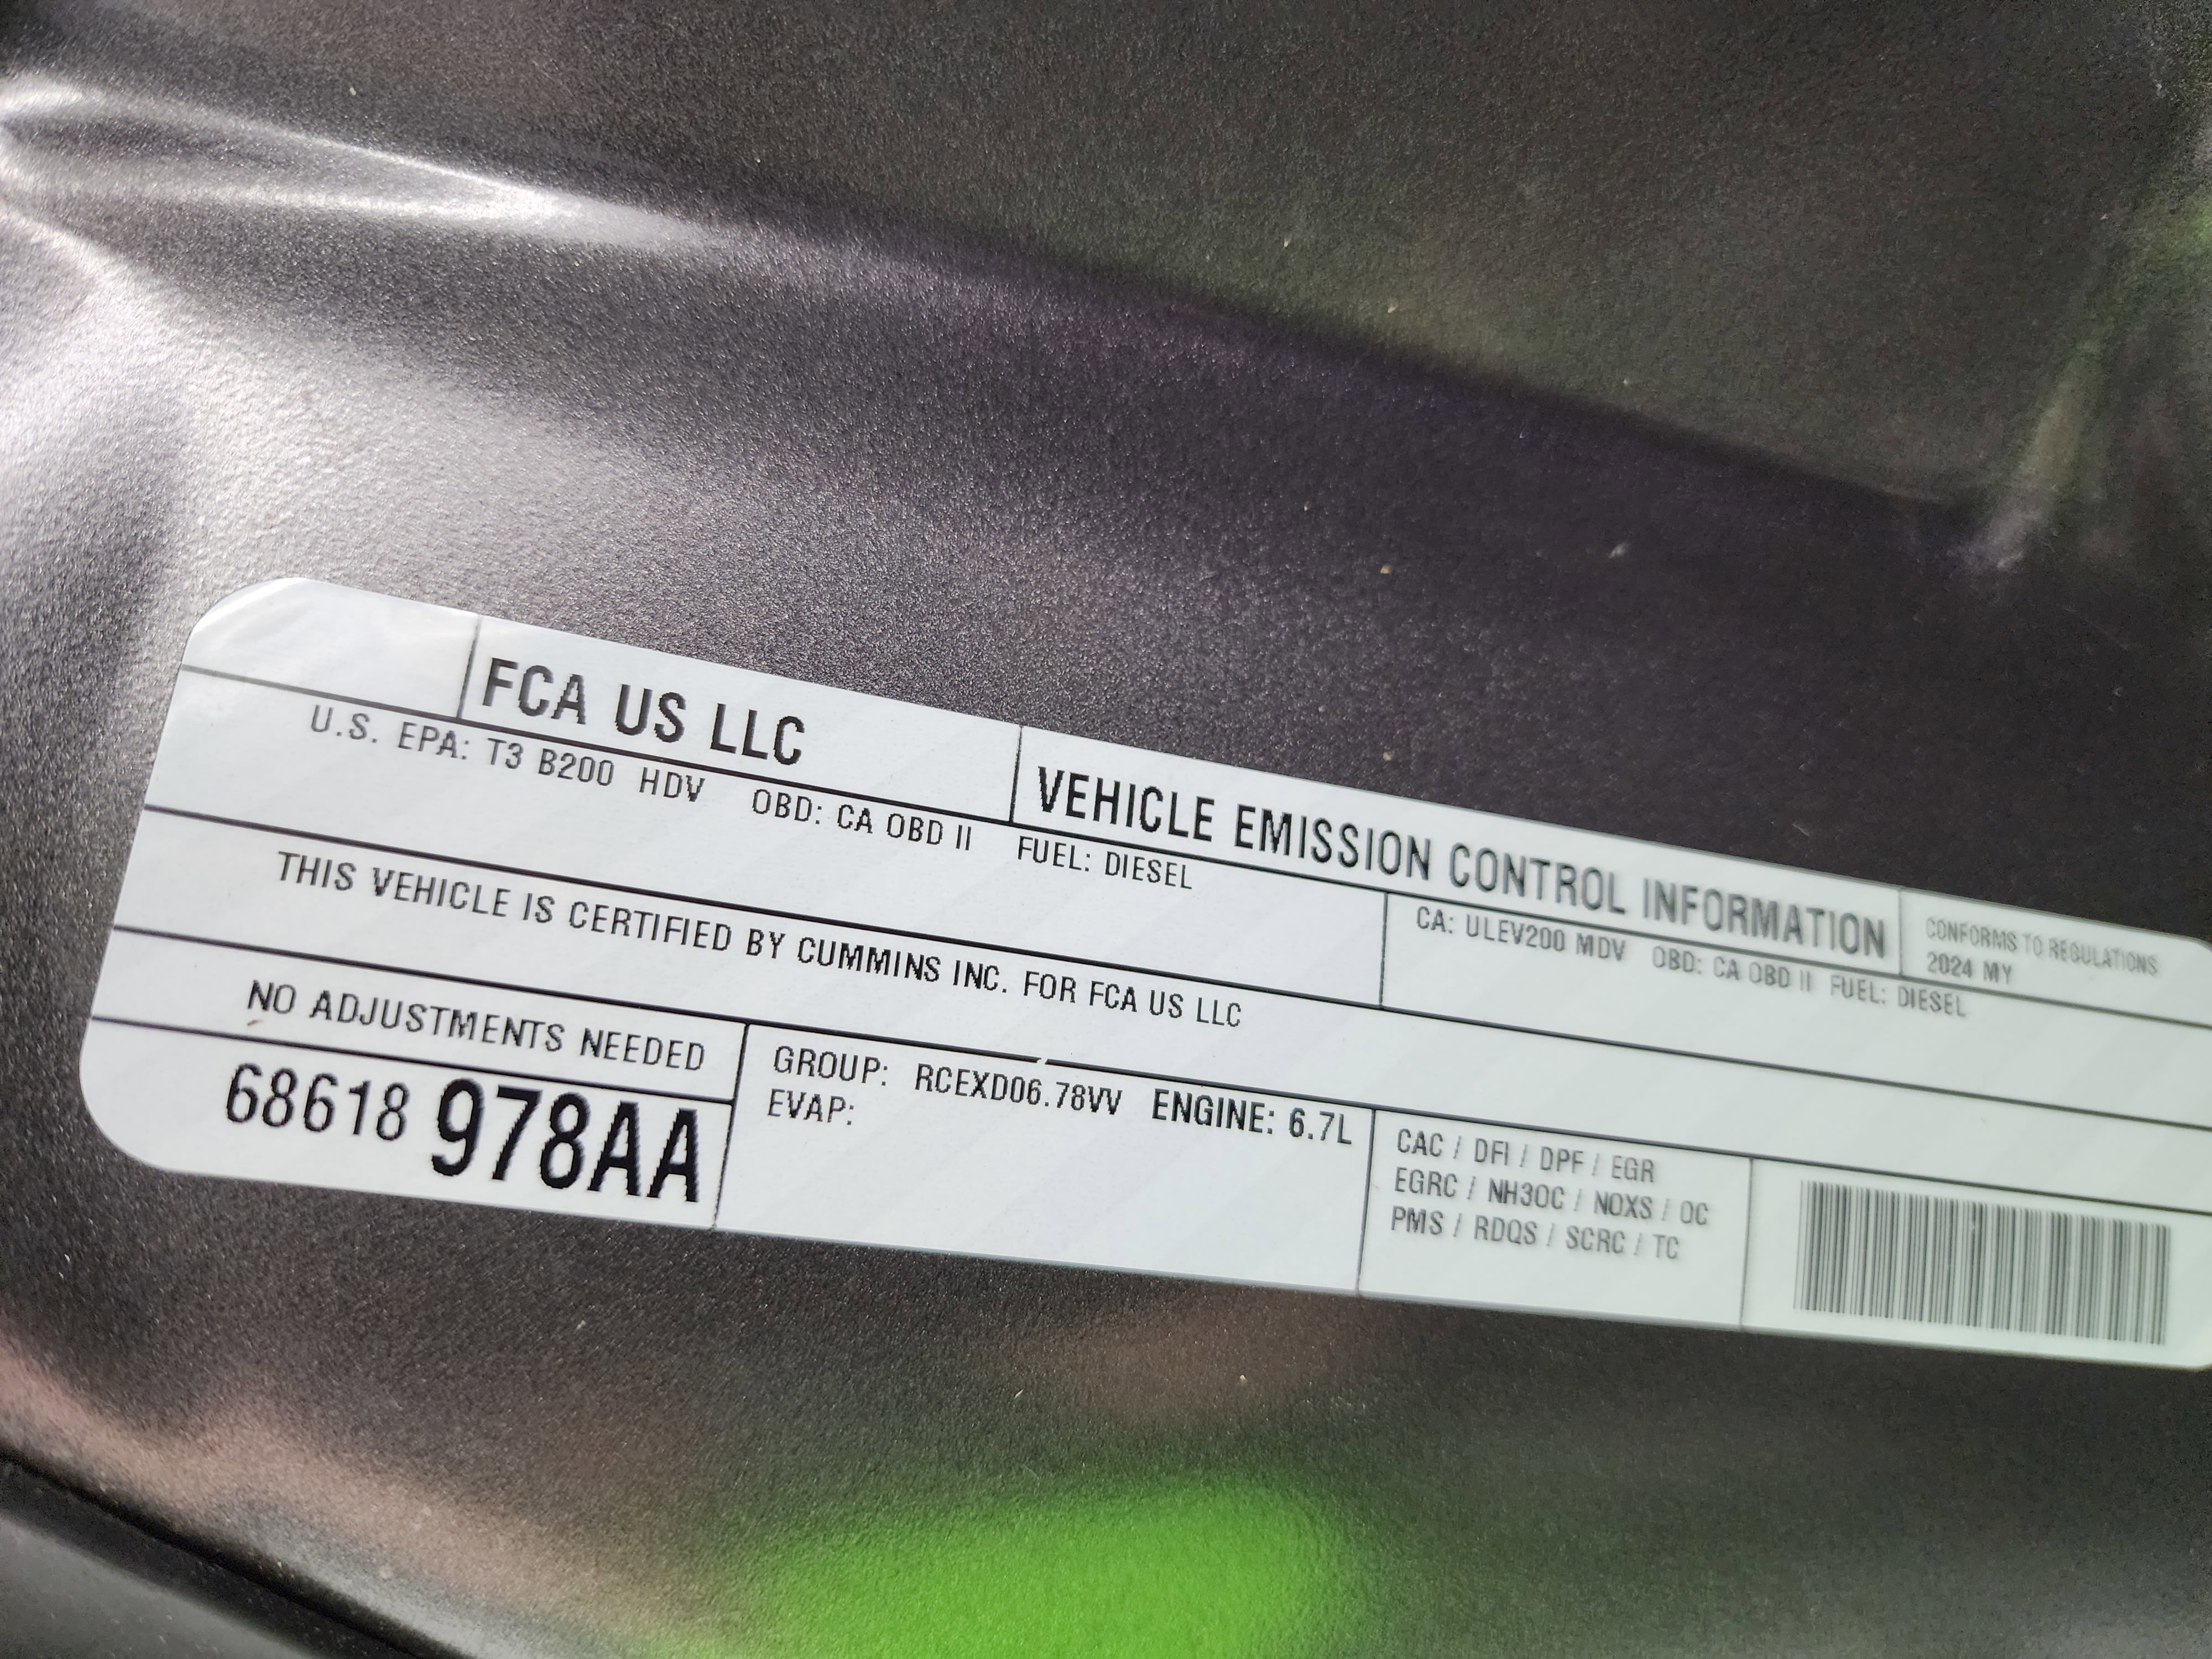 FCA US LLC
VEHICLE EMISSION CONTROL INFORMATION
CONFORMS TO REGULATIONS
2024 MY
U.S. EPA: T3 B200 HDV OBD: CA OBD II FUEL: DIESEL
CA: ULEV200 MDV OBD: CA OBD II FUEL: DIESEL
THIS VEHICLE IS CERTIFIED BY CUMMINS INC. FOR FCA US LLC
NO ADJUSTMENTS NEEDED
68618 978AA
GROUP: RCEXD06.78VV ENGINE: 6.7L
EVAP:
CAC / DFI / DPF / EGR
EGRC / NH3OC / NOXS / OC
PMS / RDQS / SCRC / TC